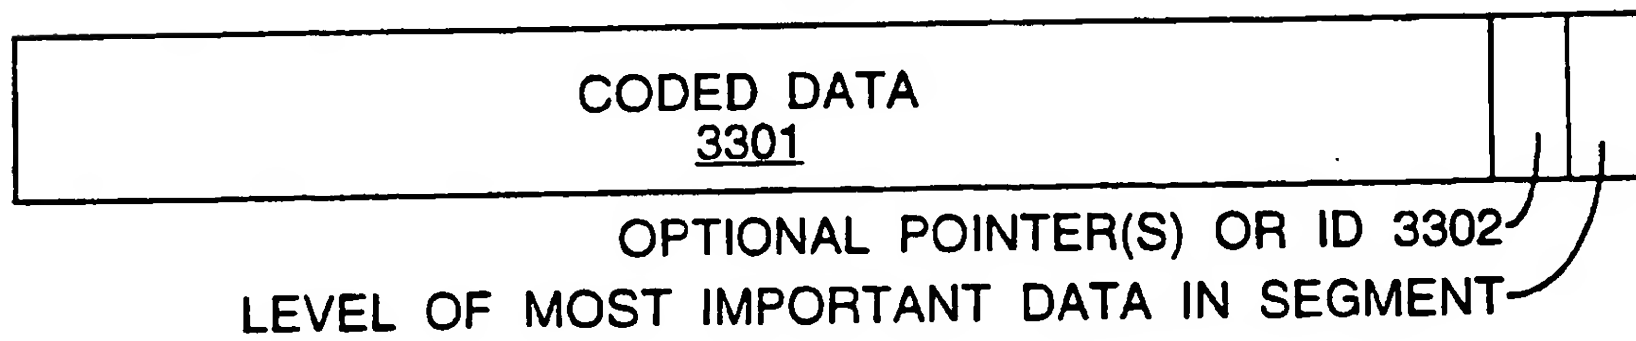 CODED DATA
3301
OPTIONAL POINTER(S) OR ID 3302
LEVEL OF MOST IMPORTANT DATA IN SEGMENT